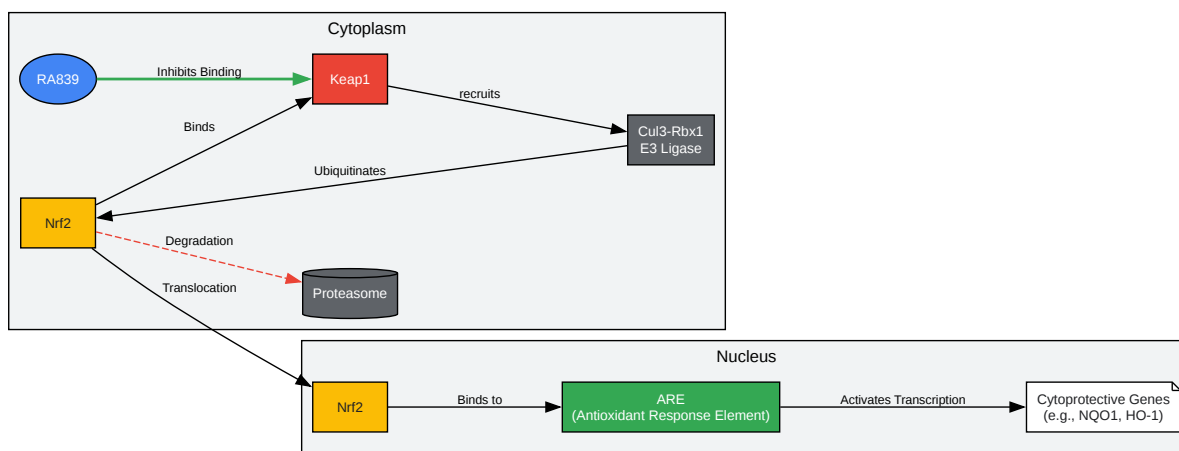 Cytoplasm
RA839
Inhibits Binding
Keap1
recruits
Cul3-Rbx1
E3 Ligase
Binds
Ubiquitinates
Nrf2
Degradation
Translocation
Proteasome
Nucleus
Nrf2
Binds to
ARE
(Antioxidant Response Element)
Activates Transcription
Cytoprotective Genes
(e.g., NQO1, HO-1)